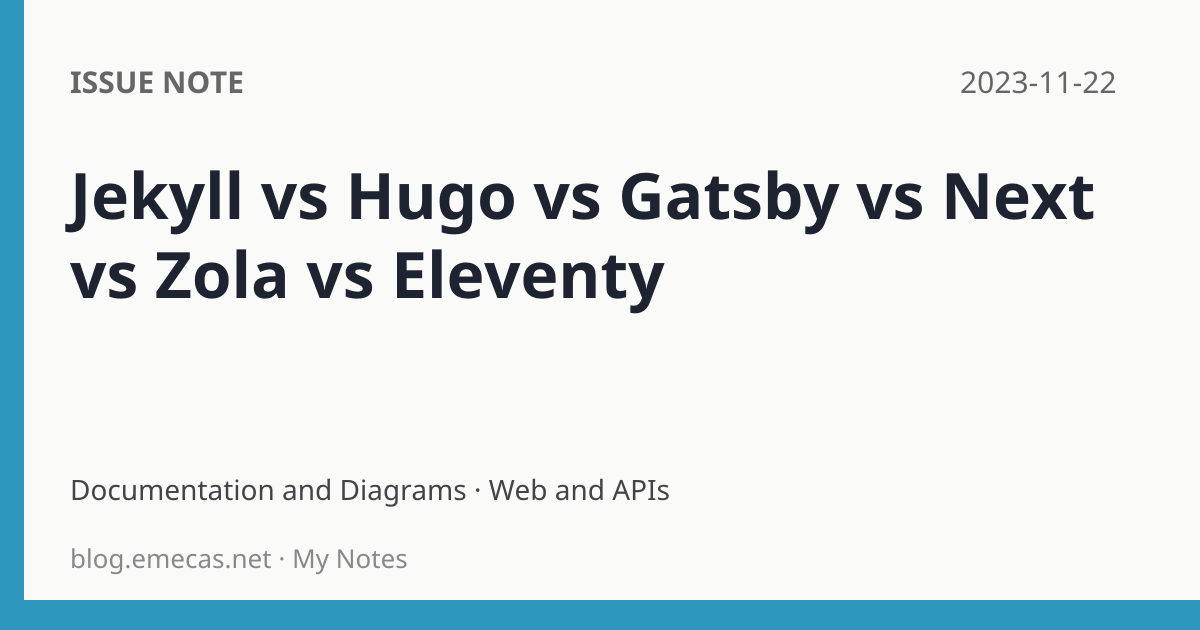 ISSUE NOTE
2023-11-22
Jekyll vs Hugo vs Gatsby vs Next
vs Zola vs Eleventy
Documentation and Diagrams · Web and APIs
blog.emecas.net · My Notes